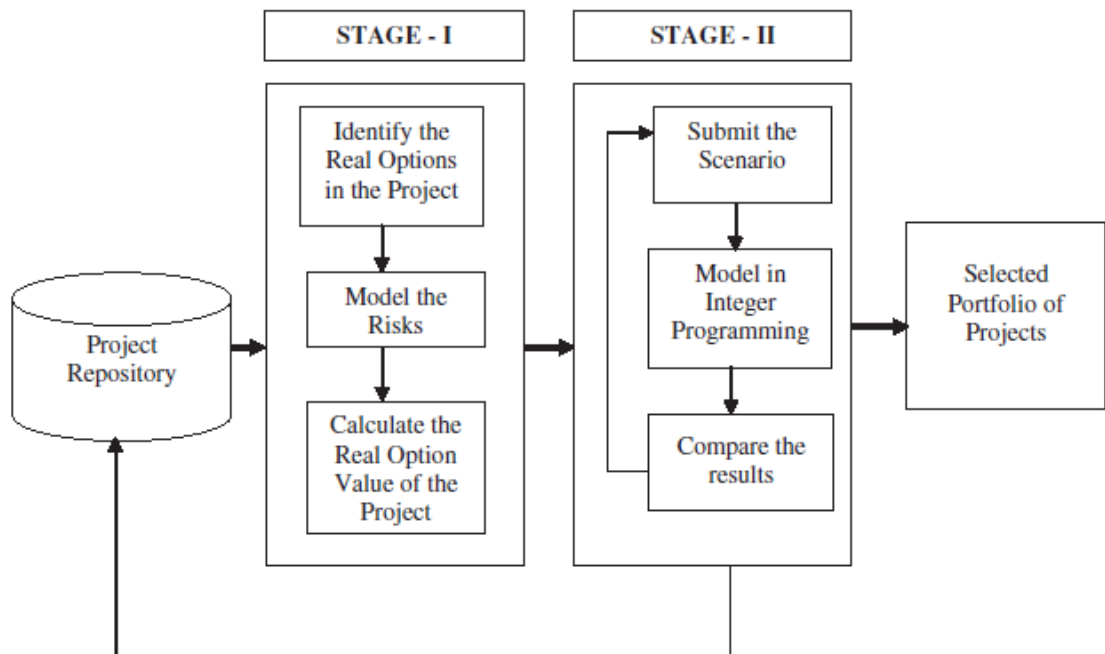 STAGE - I
STAGE - II
Identify the
Real Options
in the Project
Model the
Risks
Calculate the
Real Option
Value of the
Project
Submit the
Scenario
Model in
Integer
Programming
Compare the
results
Project
Repository
Selected
Portfolio of
Projects